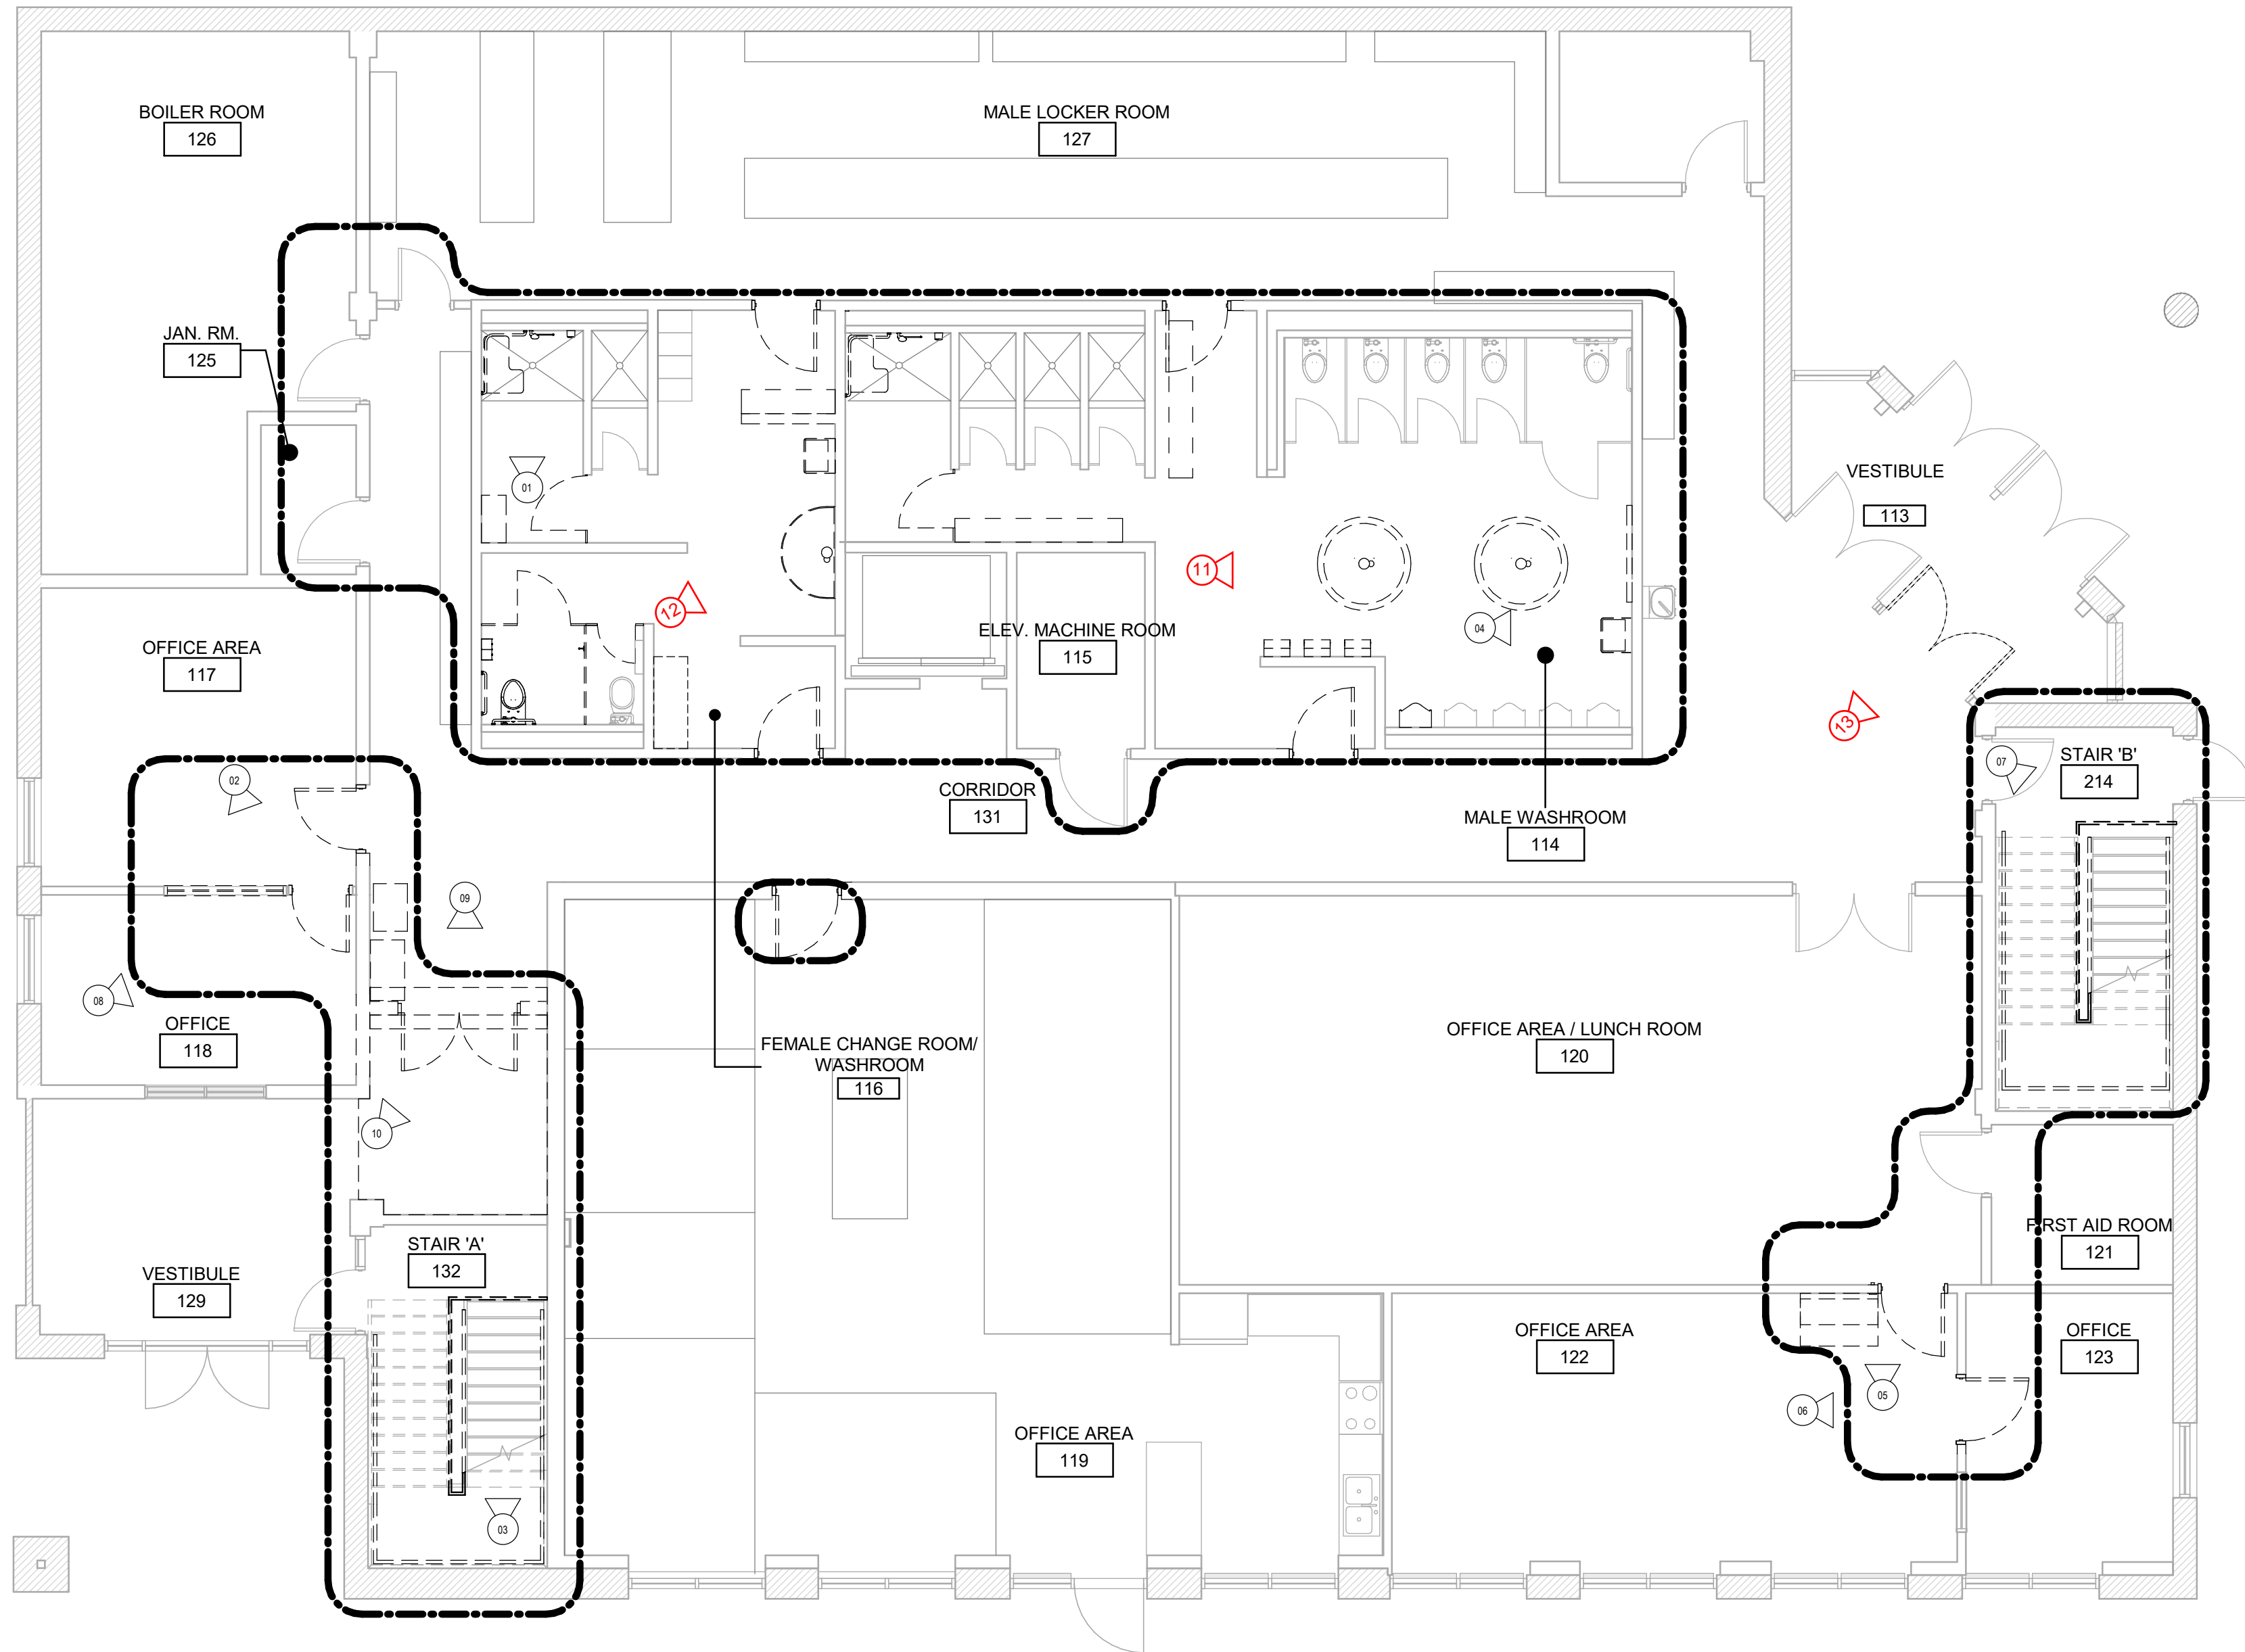 BOILER ROOM
126
MALE LOCKER ROOM
127
JAN. RM.
125
VESTIBULE
113
01
12
11
04
ELEV. MACHINE ROOM
115
OFFICE AREA
117
13
07
STAIR 'B'
214
02
CORRIDOR
131
MALE WASHROOM
114
09
08
OFFICE
118
FEMALE CHANGE ROOM/
WASHROOM
116
OFFICE AREA / LUNCH ROOM
120
10
STAIR 'A'
132
VESTIBULE
129
FIRST AID ROOM
121
OFFICE AREA
122
OFFICE
123
05
06
OFFICE AREA
119
03